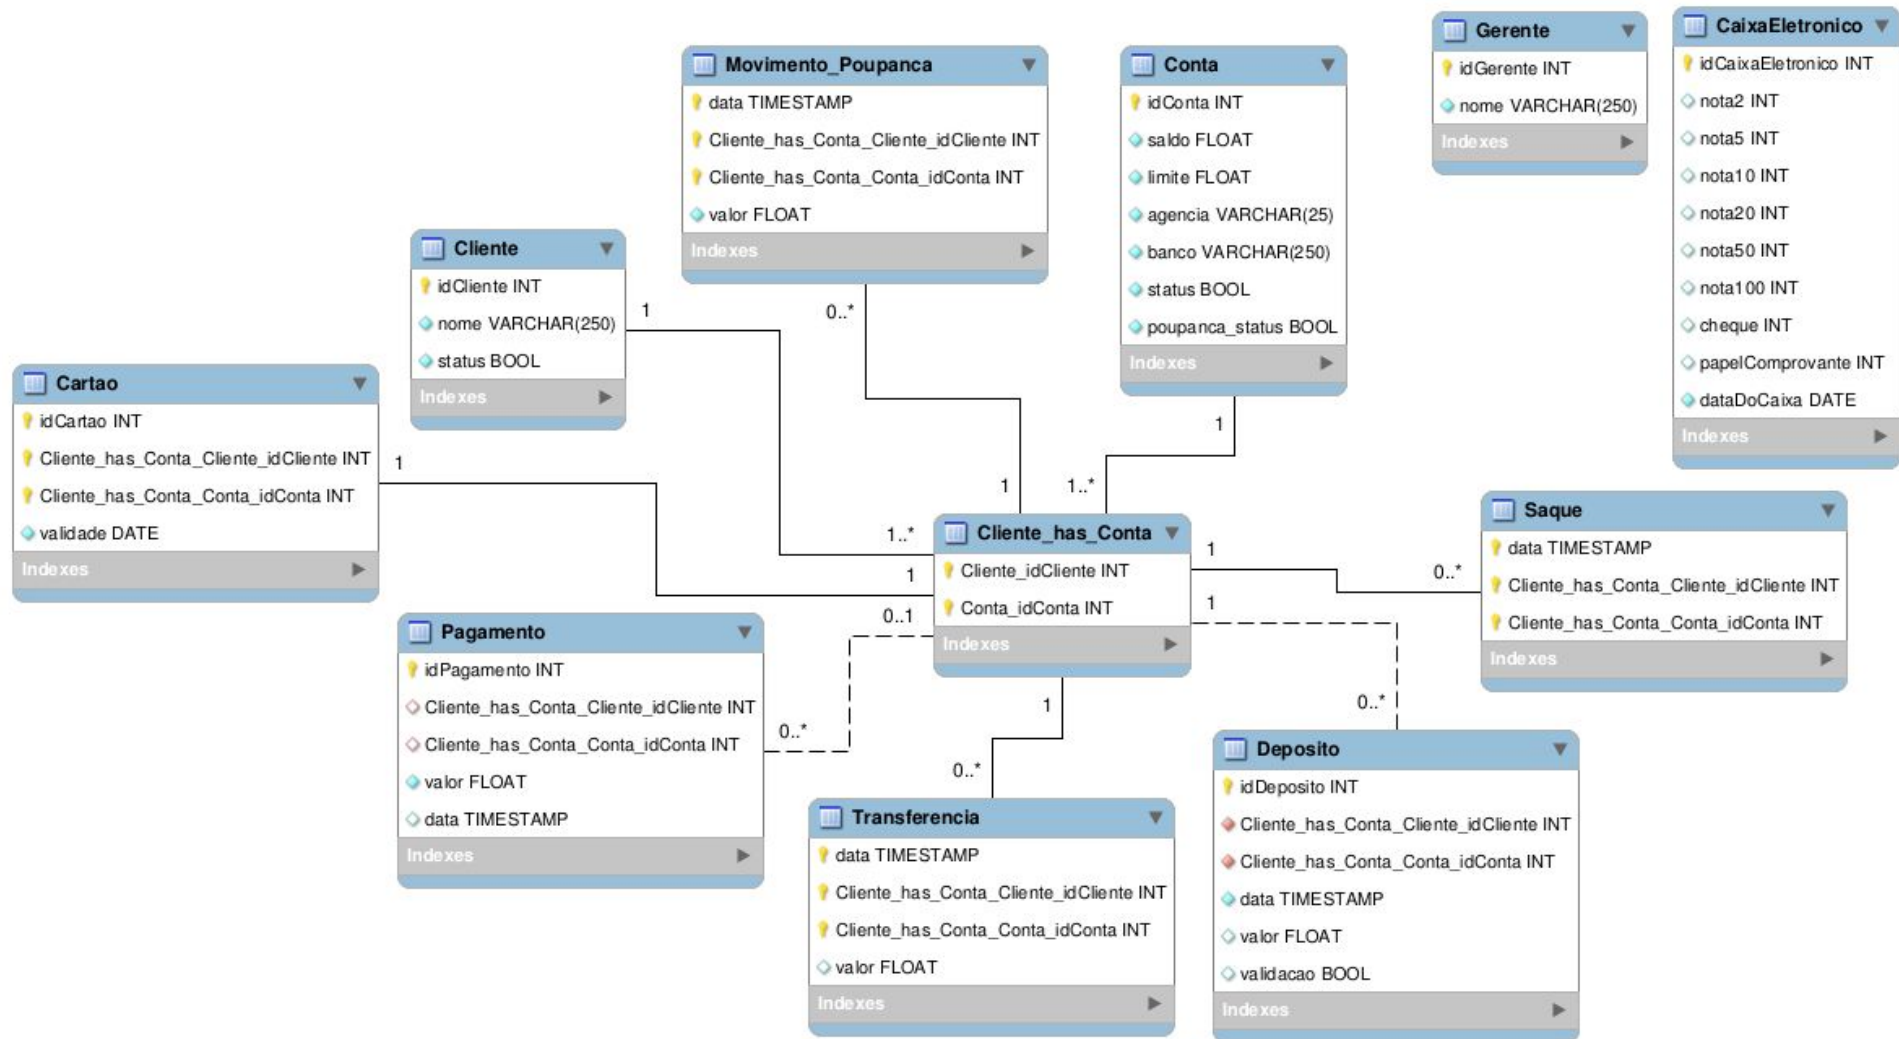 Gerente
idGerente INT
nome VARCHAR(250)
Indexes
CaixaEletronico
idCaixaEletronico INT
nota2 INT
nota5 INT
nota10 INT
nota20 INT
nota50 INT
nota100 INT
cheque INT
papelComprovante INT
dataDoCaixa DATE
Indexes
Movimento_Poupanca
data TIMESTAMP
Cliente_has_Conta_Cliente_idCliente INT
Cliente_has_Conta_Conta_idConta INT
valor FLOAT
Indexes
0..*
1
Conta
idConta INT
saldo FLOAT
limite FLOAT
agencia VARCHAR(25)
banco VARCHAR(250)
status BOOL
poupanca_status BOOL
Indexes
1
1..*
Cliente
idCliente INT
nome VARCHAR(250)
status BOOL
Indexes
1
1..*
Cartao
idCartao INT
Cliente_has_Conta_Cliente_idCliente INT
Cliente_has_Conta_Conta_idConta INT
validade DATE
Indexes
1
1
Cliente_has_Conta
Cliente_idCliente INT
Conta_idConta INT
Indexes
1
0..*
Saque
data TIMESTAMP
Cliente_has_Conta_Cliente_idCliente INT
Cliente_has_Conta_Conta_idConta INT
Indexes
0..1
0..*
Pagamento
idPagamento INT
Cliente_has_Conta_Cliente_idCliente INT
Cliente_has_Conta_Conta_idConta INT
valor FLOAT
data TIMESTAMP
Indexes
1
0..*
Transferencia
data TIMESTAMP
Cliente_has_Conta_Cliente_idCliente INT
Cliente_has_Conta_Conta_idConta INT
valor FLOAT
Indexes
1
0..*
Deposito
idDeposito INT
Cliente_has_Conta_Cliente_idCliente INT
Cliente_has_Conta_Conta_idConta INT
data TIMESTAMP
valor FLOAT
validacao BOOL
Indexes